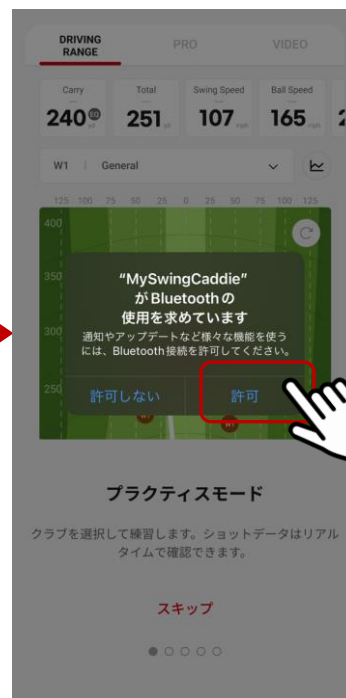 DRIVING
RANGE
PRO
VIDEO
Carry
Total
Swing Speed
Ball Speed
240
251
107
165
W1
General
125 100 75 50 25 0 25 50 75 100 125
400
350
300
250
“MySwingCaddie”
がBluetoothの
使用を求めています
通知やアップデートなど様々な機能を使う
には、Bluetooth接続を許可してください。
許可しない
許可
W1
W1
プラクティスモード
クラブを選択して練習します。ショットデータはリアル
タイムで確認できます。
スキップ